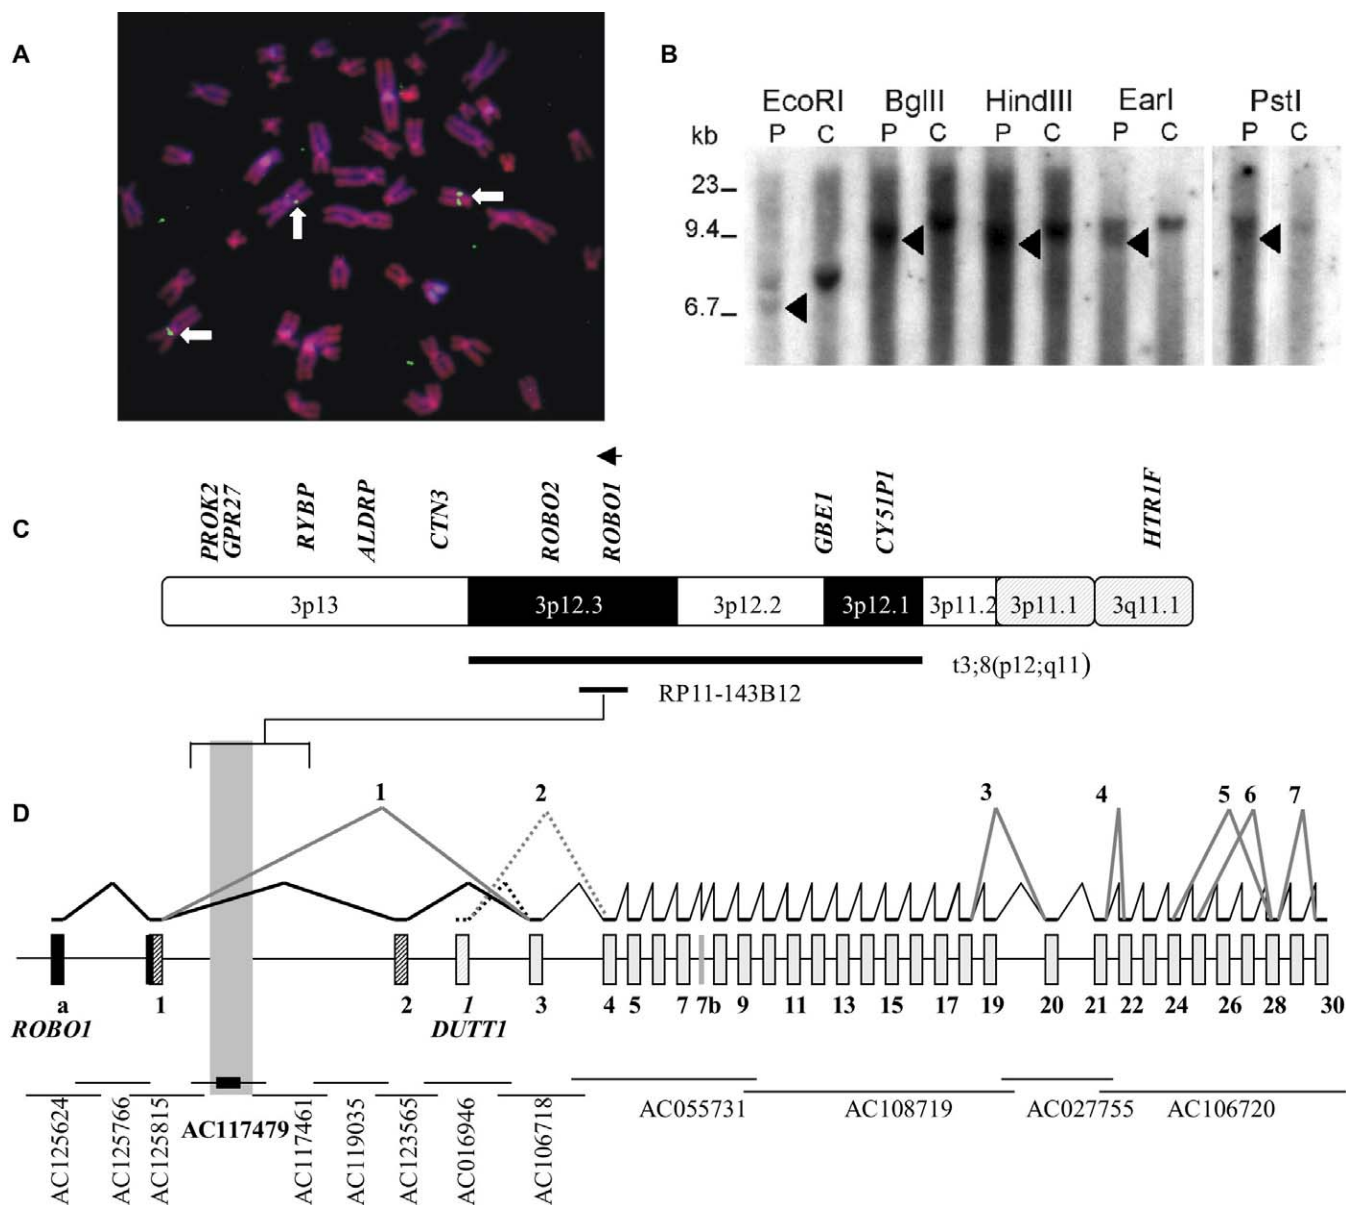 A
B
EcoRI BglII HindIII EarI PstI
kb P C P C P C P C P C
23
9.4
6.7
C
PROK2 GPR27 RYBP ALDRP CTN3 ROBO2 ROBO1 GBE1 CY51P1 HTR1F
3p13 3p12.3 3p12.2 3p12.1 3p11.2 3p11.1 3q11.1
t3;8(p12;q11)
RP11-143B12
D
1 2 3 4 5 6 7
a 1 2 1 3 4 5 7 7b 9 11 13 15 17 19 20 21 22 24 26 28 30
ROBO1 DUTT1
AC125624 AC125766 AC125815 AC117479 AC117461 AC119035 AC123565 AC016946 AC106718 AC055731 AC108719 AC027755 AC106720